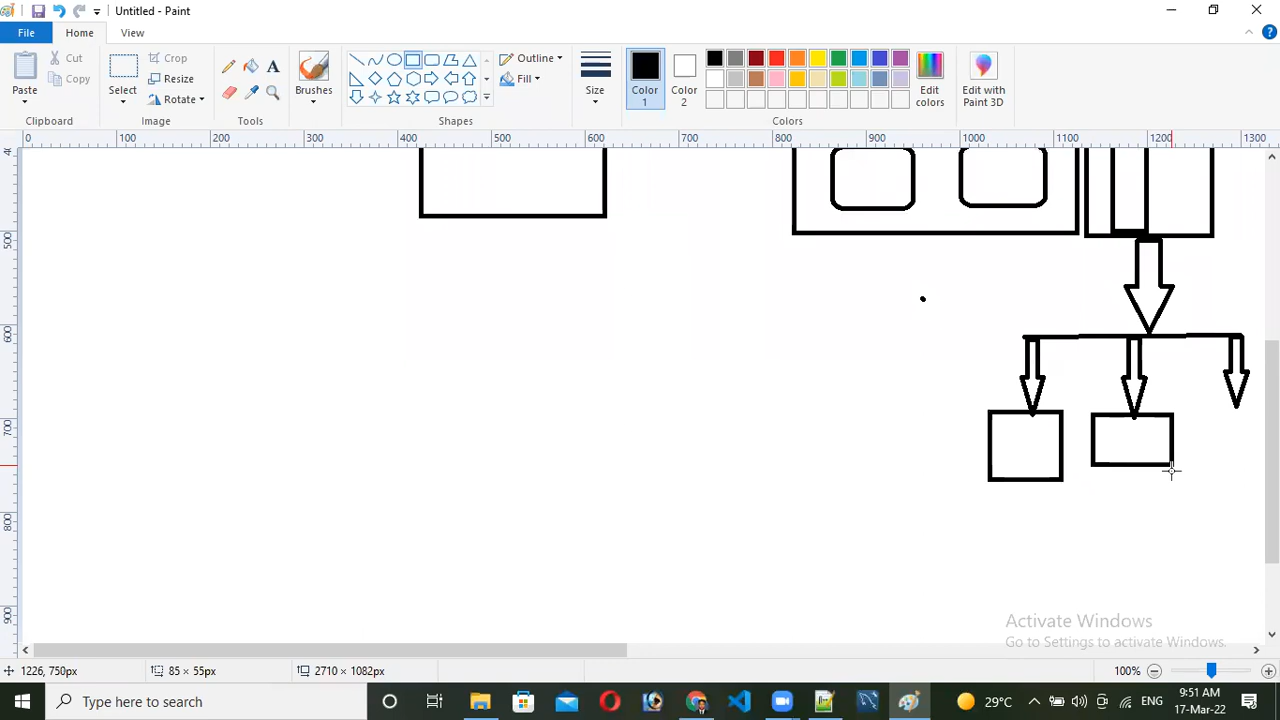 Untitled - Paint
File Home View
Paste
Cut
Copy
Clipboard
Select
Crop
Resize
Rotate
Image
A
Tools
Brushes
Outline
Fill
Shapes
Size
Color 1
Color 2
Edit colors
Colors
Edit with Paint 3D
0 100 200 300 400 500 600 700 800 900 1000 1100 1200 1300
500
600
700
800
900
Activate Windows
Go to Settings to activate Windows.
1226, 750px
85 × 55px
2710 × 1082px
100%
Type here to search
29°C
ENG
9:51 AM
17-Mar-22